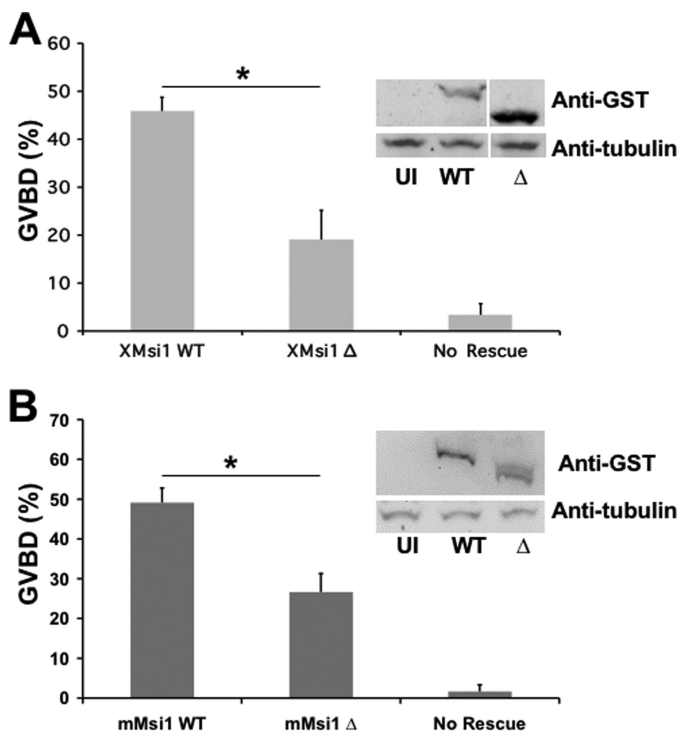 A
60
50
40
30
20
10
0
GVBD (%)
*
XMsi1 WT XMsi1 Δ No Rescue
Anti-GST
Anti-tubulin
UI WT Δ
B
70
60
50
40
30
20
10
0
GVBD (%)
*
mMsi1 WT mMsi1 Δ No Rescue
Anti-GST
Anti-tubulin
UI WT Δ